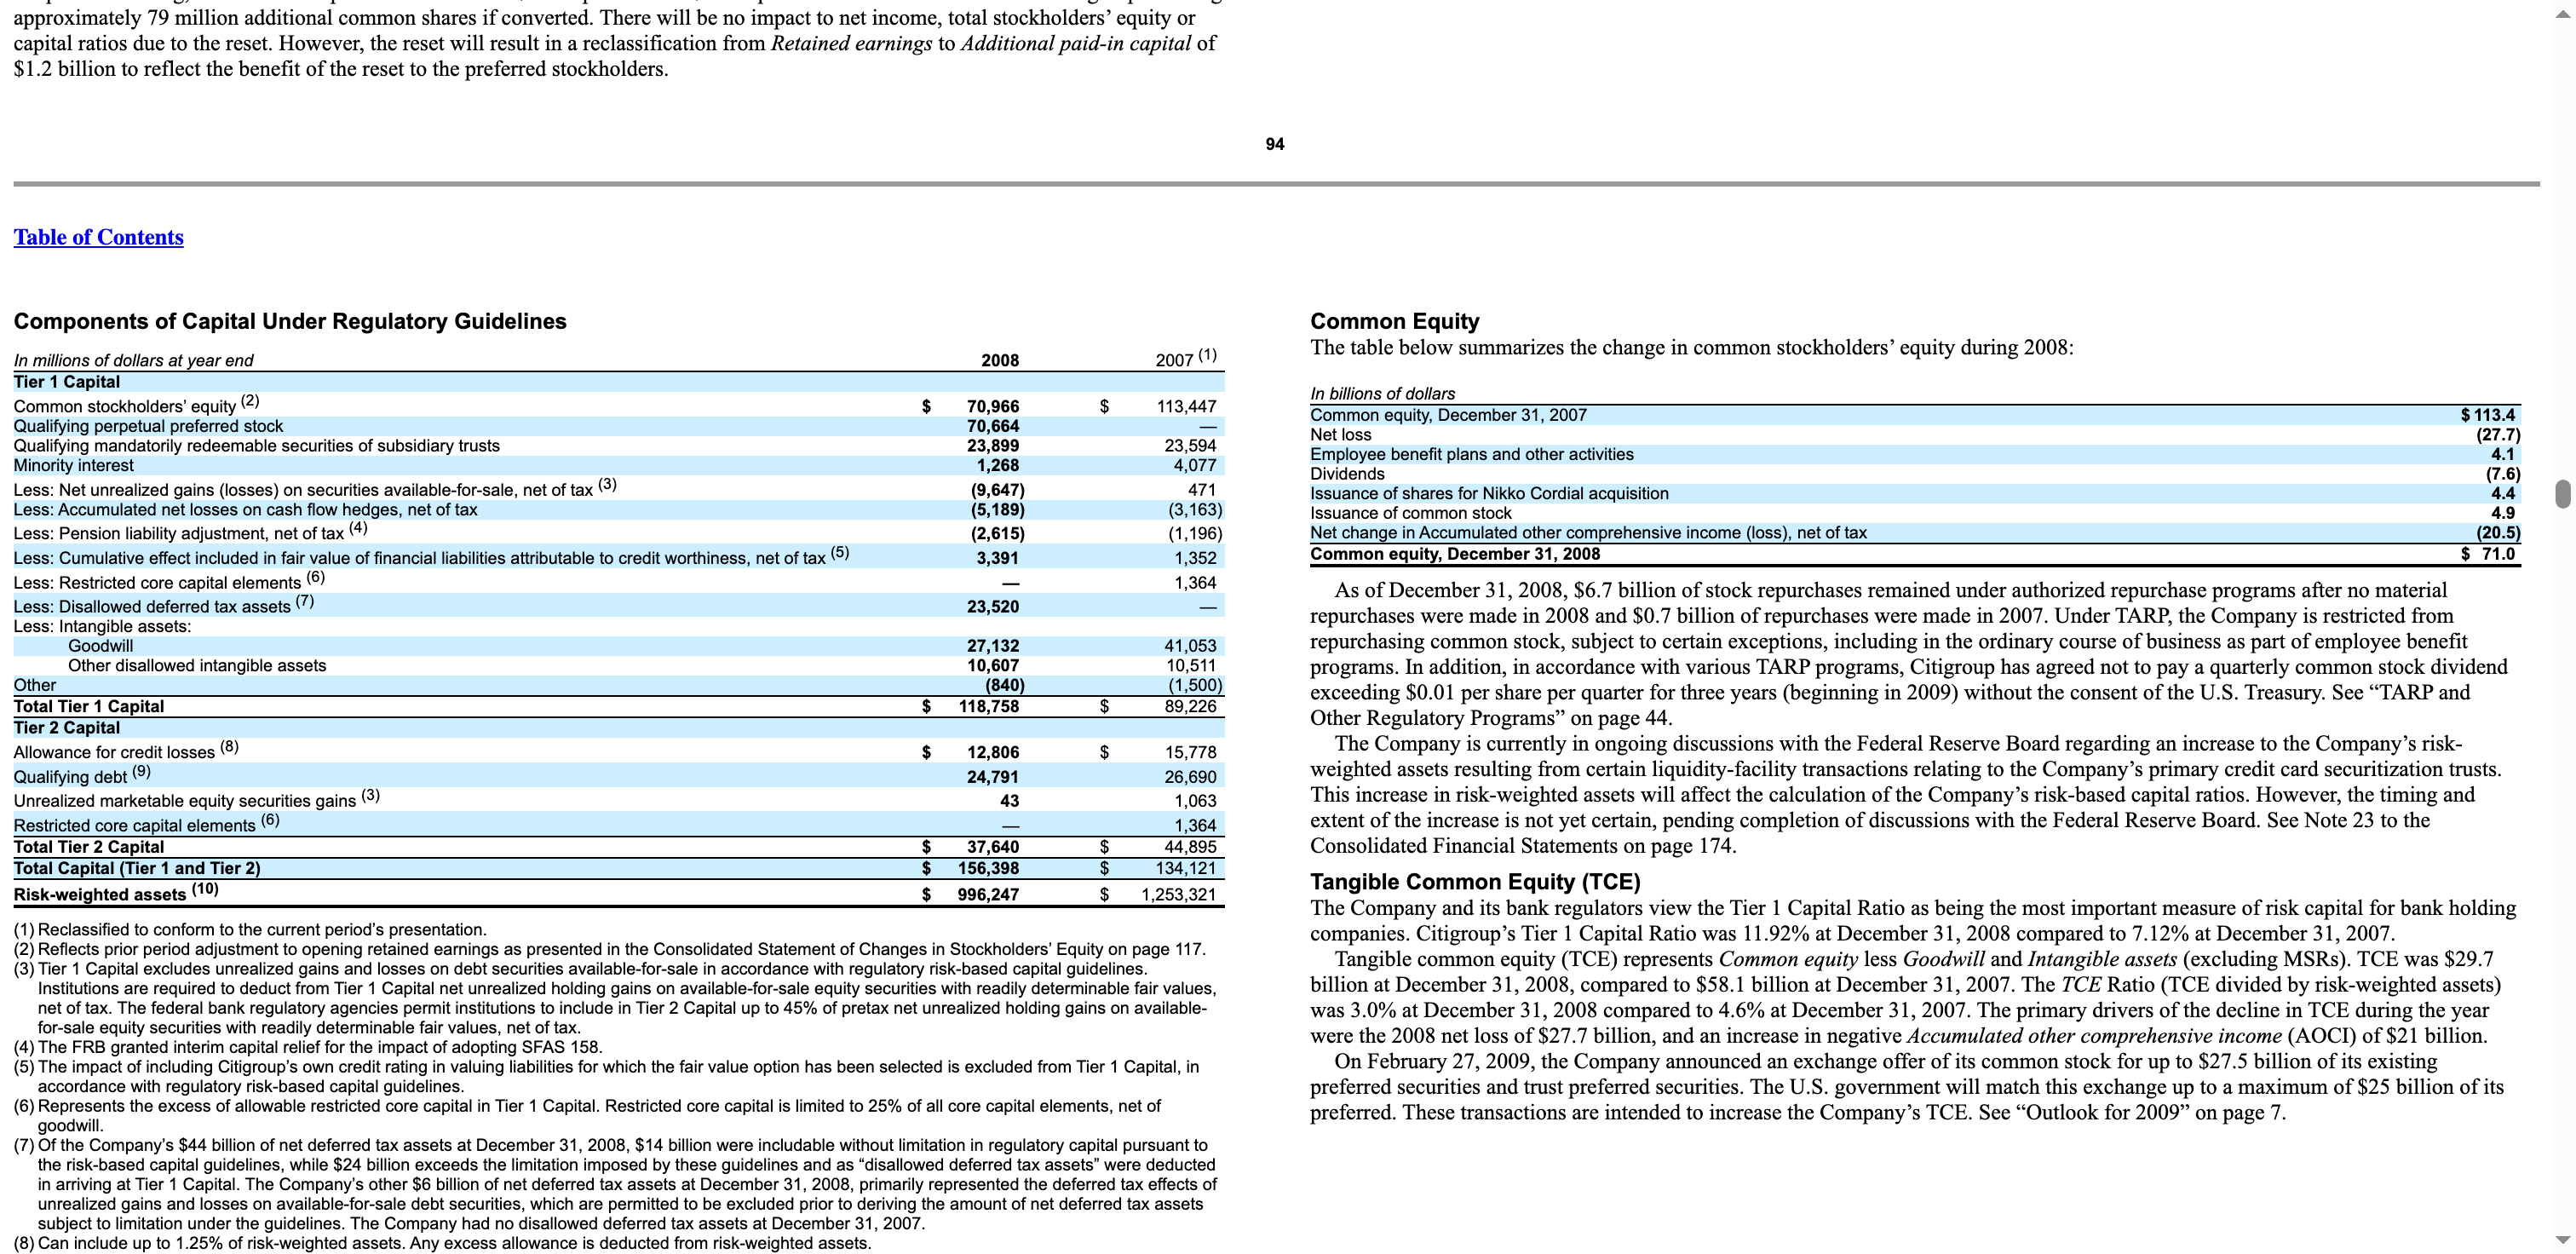 approximately 79 million additional common shares if converted. There will be no impact to net income, total stockholders’ equity or
capital ratios due to the reset. However, the reset will result in a reclassification from Retained earnings to Additional paid-in capital of
$1.2 billion to reflect the benefit of the reset to the preferred stockholders.
94
Table of Contents
Components of Capital Under Regulatory Guidelines
In millions of dollars at year end 2008 2007 (1)
Tier 1 Capital
Common stockholders’ equity (2) $ 70,966 $ 113,447
Qualifying perpetual preferred stock 70,664 —
Qualifying mandatorily redeemable securities of subsidiary trusts 23,899 23,594
Minority interest 1,268 4,077
Less: Net unrealized gains (losses) on securities available-for-sale, net of tax (3) (9,647) 471
Less: Accumulated net losses on cash flow hedges, net of tax (5,189) (3,163)
Less: Pension liability adjustment, net of tax (4) (2,615) (1,196)
Less: Cumulative effect included in fair value of financial liabilities attributable to credit worthiness, net of tax (5) 3,391 1,352
Less: Restricted core capital elements (6) — 1,364
Less: Disallowed deferred tax assets (7) 23,520 —
Less: Intangible assets:
Goodwill 27,132 41,053
Other disallowed intangible assets 10,607 10,511
Other (840) (1,500)
Total Tier 1 Capital $ 118,758 $ 89,226
Tier 2 Capital
Allowance for credit losses (8) $ 12,806 $ 15,778
Qualifying debt (9) 24,791 26,690
Unrealized marketable equity securities gains (3) 43 1,063
Restricted core capital elements (6) — 1,364
Total Tier 2 Capital $ 37,640 $ 44,895
Total Capital (Tier 1 and Tier 2) $ 156,398 $ 134,121
Risk-weighted assets (10) $ 996,247 $ 1,253,321
(1) Reclassified to conform to the current period’s presentation.
(2) Reflects prior period adjustment to opening retained earnings as presented in the Consolidated Statement of Changes in Stockholders’ Equity on page 117.
(3) Tier 1 Capital excludes unrealized gains and losses on debt securities available-for-sale in accordance with regulatory risk-based capital guidelines.
Institutions are required to deduct from Tier 1 Capital net unrealized holding gains on available-for-sale equity securities with readily determinable fair values,
net of tax. The federal bank regulatory agencies permit institutions to include in Tier 2 Capital up to 45% of pretax net unrealized holding gains on available-
for-sale equity securities with readily determinable fair values, net of tax.
(4) The FRB granted interim capital relief for the impact of adopting SFAS 158.
(5) The impact of including Citigroup’s own credit rating in valuing liabilities for which the fair value option has been selected is excluded from Tier 1 Capital, in
accordance with regulatory risk-based capital guidelines.
(6) Represents the excess of allowable restricted core capital in Tier 1 Capital. Restricted core capital is limited to 25% of all core capital elements, net of
goodwill.
(7) Of the Company’s $44 billion of net deferred tax assets at December 31, 2008, $14 billion were includable without limitation in regulatory capital pursuant to
the risk-based capital guidelines, while $24 billion exceeds the limitation imposed by these guidelines and as “disallowed deferred tax assets” were deducted
in arriving at Tier 1 Capital. The Company’s other $6 billion of net deferred tax assets at December 31, 2008, primarily represented the deferred tax effects of
unrealized gains and losses on available-for-sale debt securities, which are permitted to be excluded prior to deriving the amount of net deferred tax assets
subject to limitation under the guidelines. The Company had no disallowed deferred tax assets at December 31, 2007.
(8) Can include up to 1.25% of risk-weighted assets. Any excess allowance is deducted from risk-weighted assets.
Common Equity
The table below summarizes the change in common stockholders’ equity during 2008:
In billions of dollars
Common equity, December 31, 2007 $ 113.4
Net loss (27.7)
Employee benefit plans and other activities 4.1
Dividends (7.6)
Issuance of shares for Nikko Cordial acquisition 4.4
Issuance of common stock 4.9
Net change in Accumulated other comprehensive income (loss), net of tax (20.5)
Common equity, December 31, 2008 $ 71.0
As of December 31, 2008, $6.7 billion of stock repurchases remained under authorized repurchase programs after no material
repurchases were made in 2008 and $0.7 billion of repurchases were made in 2007. Under TARP, the Company is restricted from
repurchasing common stock, subject to certain exceptions, including in the ordinary course of business as part of employee benefit
programs. In addition, in accordance with various TARP programs, Citigroup has agreed not to pay a quarterly common stock dividend
exceeding $0.01 per share per quarter for three years (beginning in 2009) without the consent of the U.S. Treasury. See “TARP and
Other Regulatory Programs” on page 44.
The Company is currently in ongoing discussions with the Federal Reserve Board regarding an increase to the Company’s risk-
weighted assets resulting from certain liquidity-facility transactions relating to the Company’s primary credit card securitization trusts.
This increase in risk-weighted assets will affect the calculation of the Company’s risk-based capital ratios. However, the timing and
extent of the increase is not yet certain, pending completion of discussions with the Federal Reserve Board. See Note 23 to the
Consolidated Financial Statements on page 174.
Tangible Common Equity (TCE)
The Company and its bank regulators view the Tier 1 Capital Ratio as being the most important measure of risk capital for bank holding
companies. Citigroup’s Tier 1 Capital Ratio was 11.92% at December 31, 2008 compared to 7.12% at December 31, 2007.
Tangible common equity (TCE) represents Common equity less Goodwill and Intangible assets (excluding MSRs). TCE was $29.7
billion at December 31, 2008, compared to $58.1 billion at December 31, 2007. The TCE Ratio (TCE divided by risk-weighted assets)
was 3.0% at December 31, 2008 compared to 4.6% at December 31, 2007. The primary drivers of the decline in TCE during the year
were the 2008 net loss of $27.7 billion, and an increase in negative Accumulated other comprehensive income (AOCI) of $21 billion.
On February 27, 2009, the Company announced an exchange offer of its common stock for up to $27.5 billion of its existing
preferred securities and trust preferred securities. The U.S. government will match this exchange up to a maximum of $25 billion of its
preferred. These transactions are intended to increase the Company’s TCE. See “Outlook for 2009” on page 7.